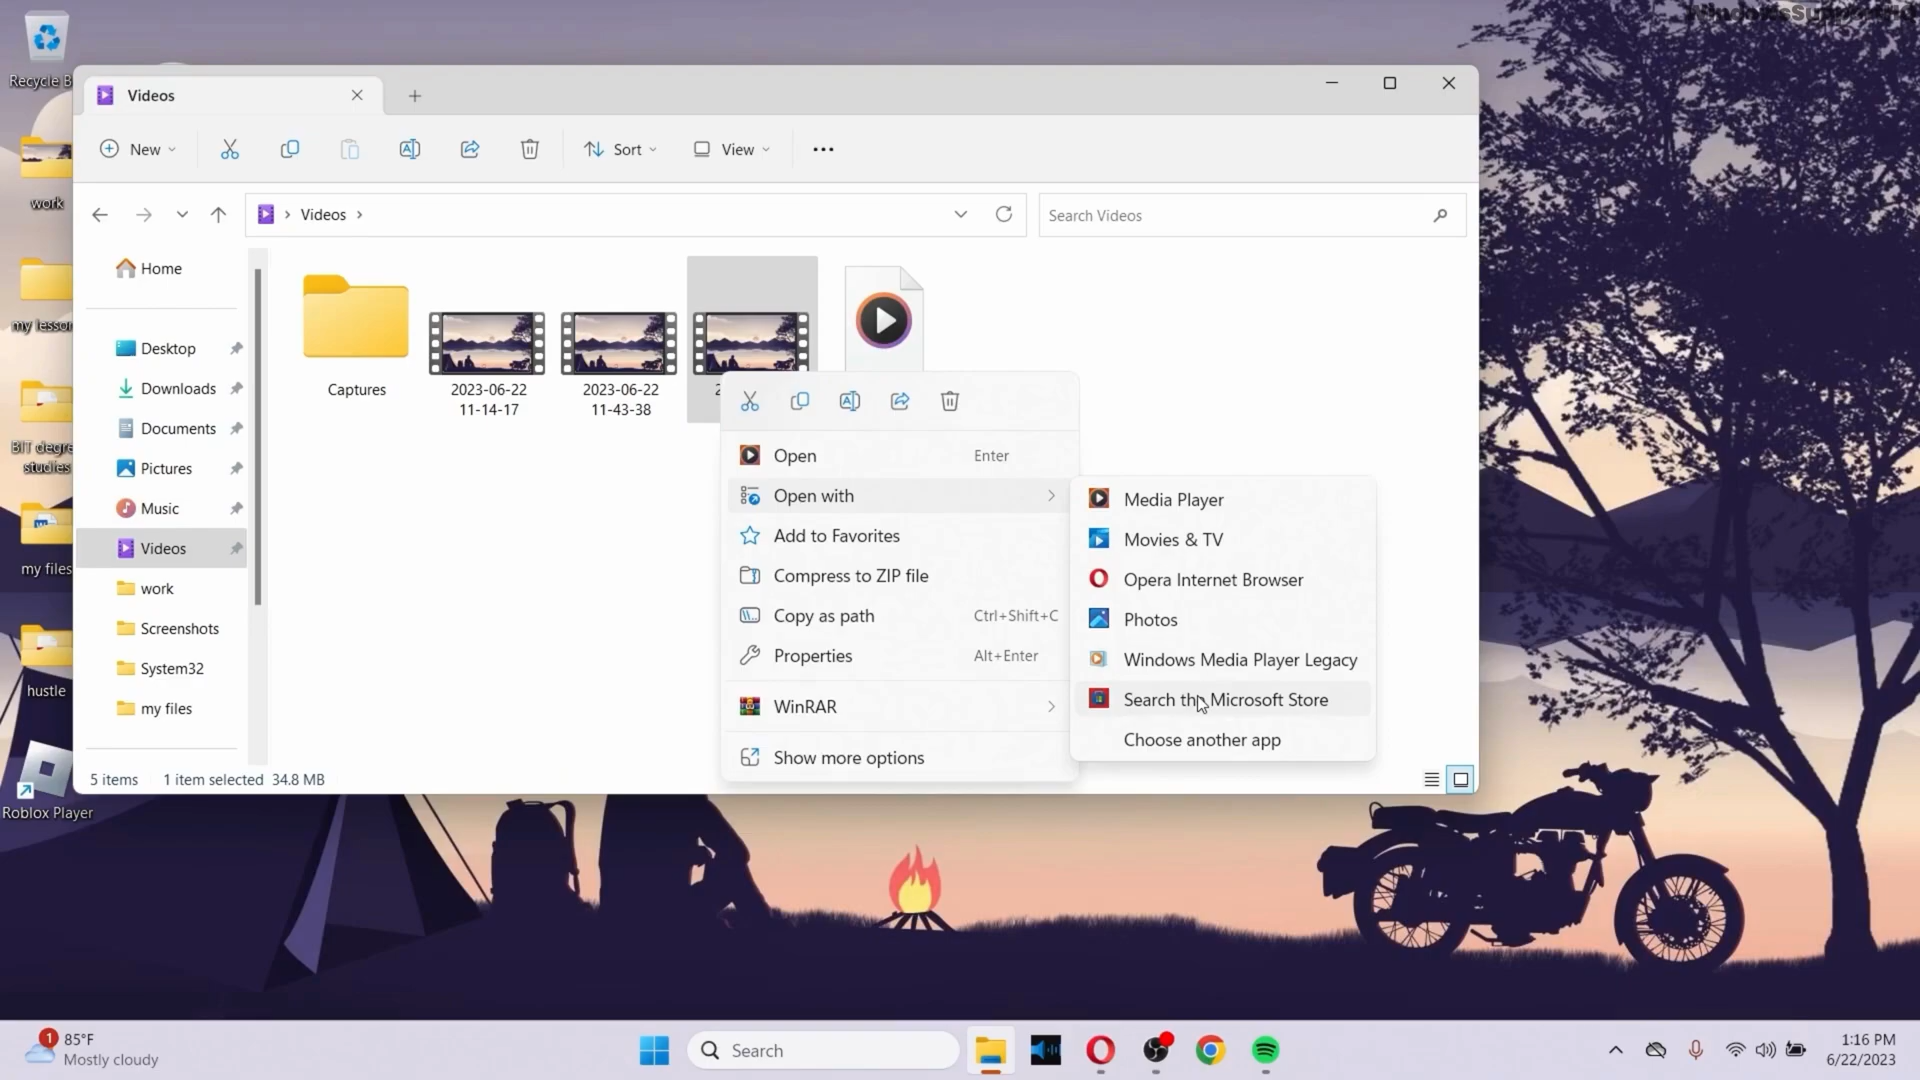 Recycle B
work
my lesson
BIT degre
studies
my files
hustle
Roblox Player
Videos
New
Sort
View
Videos
Search Videos
Home
Desktop
Downloads
Documents
Pictures
Music
Videos
work
Screenshots
System32
my files
Captures
2023-06-22
11-14-17
2023-06-22
11-43-38
2
Open Enter
Open with
Add to Favorites
Compress to ZIP file
Copy as path Ctrl+Shift+C
Properties Alt+Enter
WinRAR
Show more options
Media Player
Movies & TV
Opera Internet Browser
Photos
Windows Media Player Legacy
Search th Microsoft Store
Choose another app
5 items 1 item selected 34.8 MB
1
85°F
Mostly cloudy
Search
1:16 PM
6/22/2023